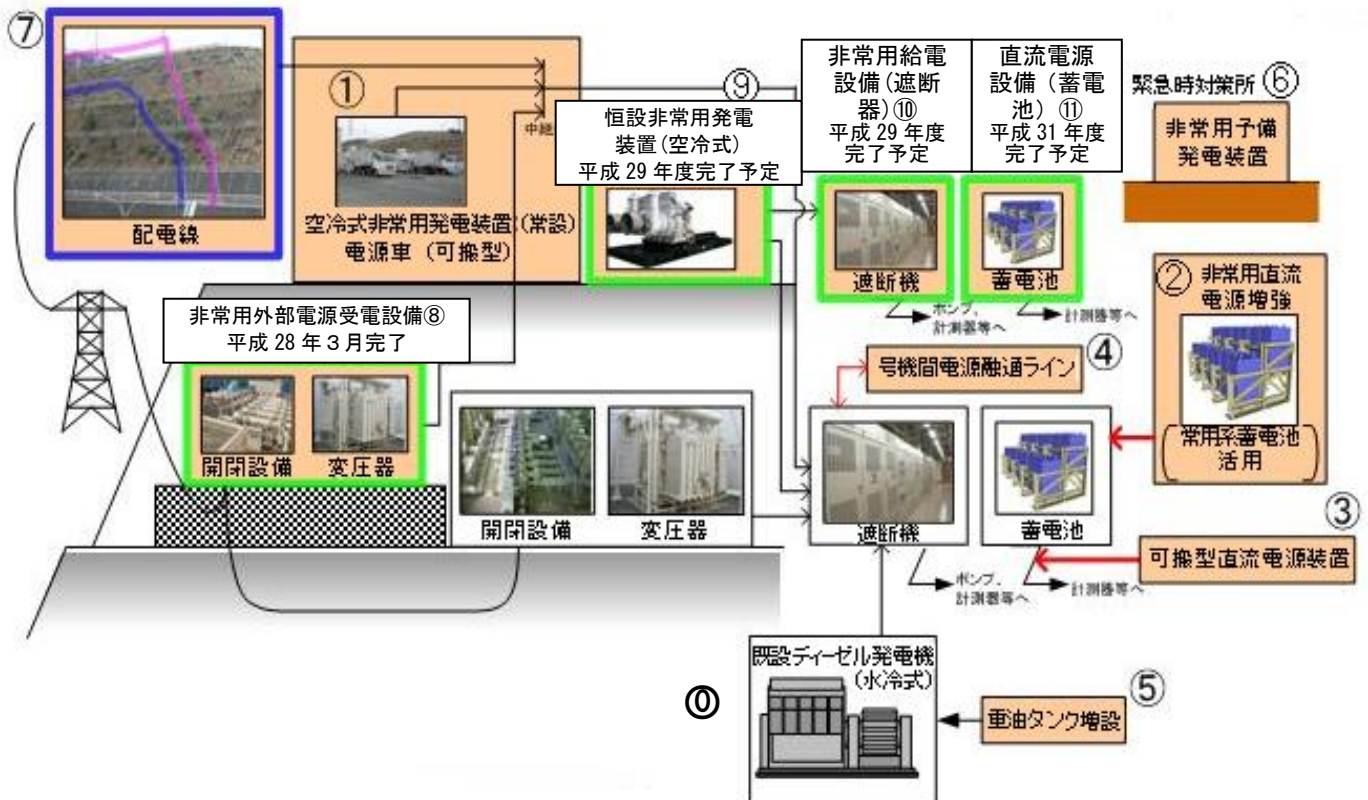 ⑦
配電線
①
中継
空冷式非常用発電装置(常設)
電源車(可搬型)
⑨
恒設非常用発電
装置(空冷式)
平成29年度完了予定
非常用給電
設備(遮断
器)⑩
平成29年度
完了予定
直流電源
設備(蓄電
池)⑪
平成31年度
完了予定
緊急時対策所⑥
非常用予備
発電装置
遮断機
蓄電池
ポンプ、
計測器等へ
計測器等へ
②非常用直流
電源増強
常用系蓄電池
活用
非常用外部電源受電設備⑧
平成28年3月完了
開閉設備
変圧器
号機間電源融通ライン
④
開閉設備
変圧器
遮断機
蓄電池
③
可搬型直流電源装置
ポンプ、
計測器等へ
計測器等へ
既設ディーゼル発電機
(水冷式)
⓪
重油タンク増設
⑤